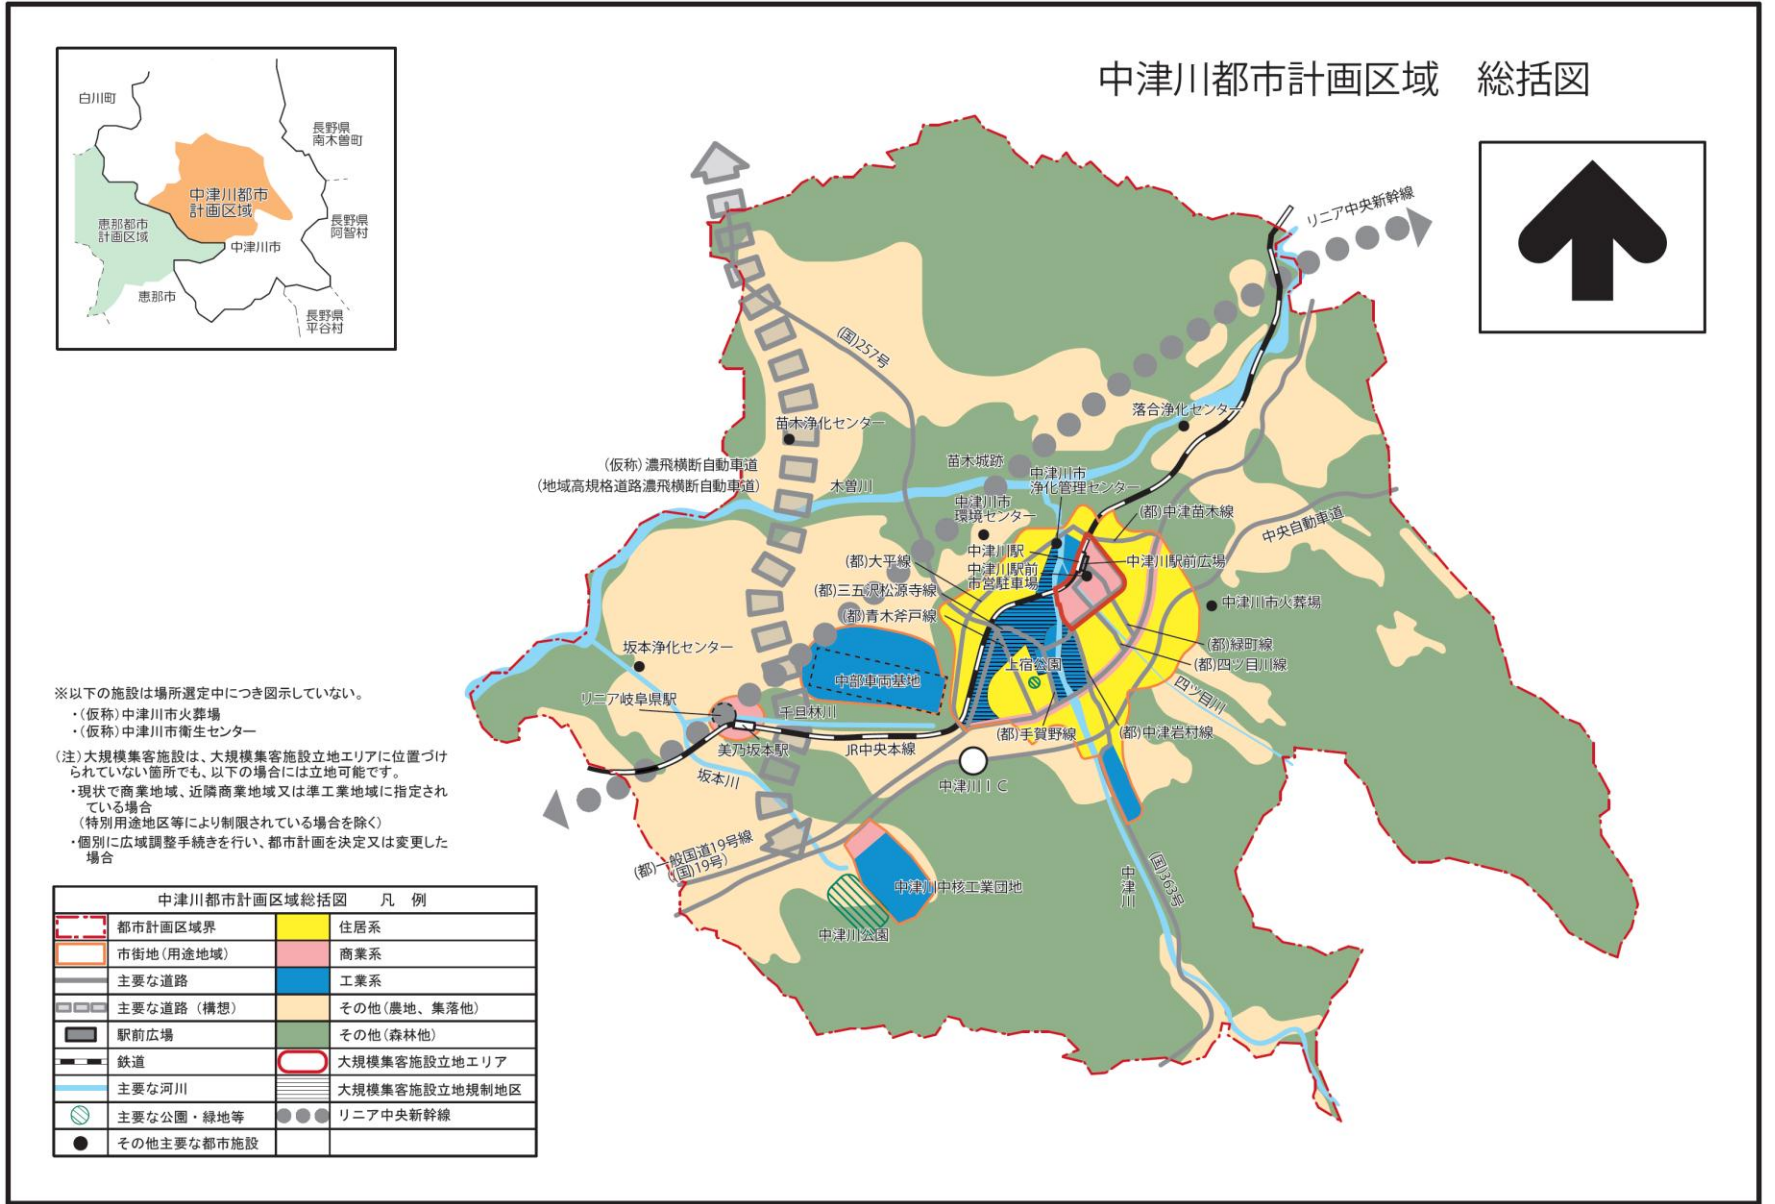 中津川都市計画区域 総括図
白川町
長野県
南木曽町
中津川都市
計画区域
恵那都市
計画区域
長野県
阿智村
中津川市
恵那市
長野県
平谷村
リニア中央新幹線
(国)257号
落合浄化センター
苗木浄化センター
(仮称)濃飛横断自動車道
(地域高規格道路濃飛横断自動車道)
木曽川
苗木城跡
中津川市
浄化管理センター
中津川市
環境センター
(都)中津苗木線
中央自動車道
中津川駅
中津川駅前広場
中津川駅前
市営駐車場
(都)大平線
(都)三五沢松源寺線
(都)青木斧戸線
中津川市火葬場
(都)緑町線
(都)四ツ目川線
上宿公園
四ツ目川
坂本浄化センター
中部車両基地
リニア岐阜県駅
千旦林川
(都)手賀野線
(都)中津岩村線
美乃坂本駅
JR中央本線
坂本川
中津川IC
(都)一般国道19号線
(国)19号)
中津川中核工業団地
中津川公園
中津川
(国)363号
※以下の施設は場所選定中につき図示していない。
・(仮称)中津川市火葬場
・(仮称)中津川市衛生センター
(注)大規模集客施設は、大規模集客施設立地エリアに位置づけ
られていない箇所でも、以下の場合には立地可能です。
・現状で商業地域、近隣商業地域又は準工業地域に指定され
ている場合
(特別用途地区等により制限されている場合を除く)
・個別に広域調整手続きを行い、都市計画を決定又は変更した
場合
中津川都市計画区域総括図 凡 例
都市計画区域界 住居系
市街地(用途地域) 商業系
主要な道路 工業系
主要な道路(構想) その他(農地、集落他)
駅前広場 その他(森林他)
鉄道 大規模集客施設立地エリア
主要な河川 大規模集客施設立地規制地区
主要な公園・緑地等 リニア中央新幹線
その他主要な都市施設